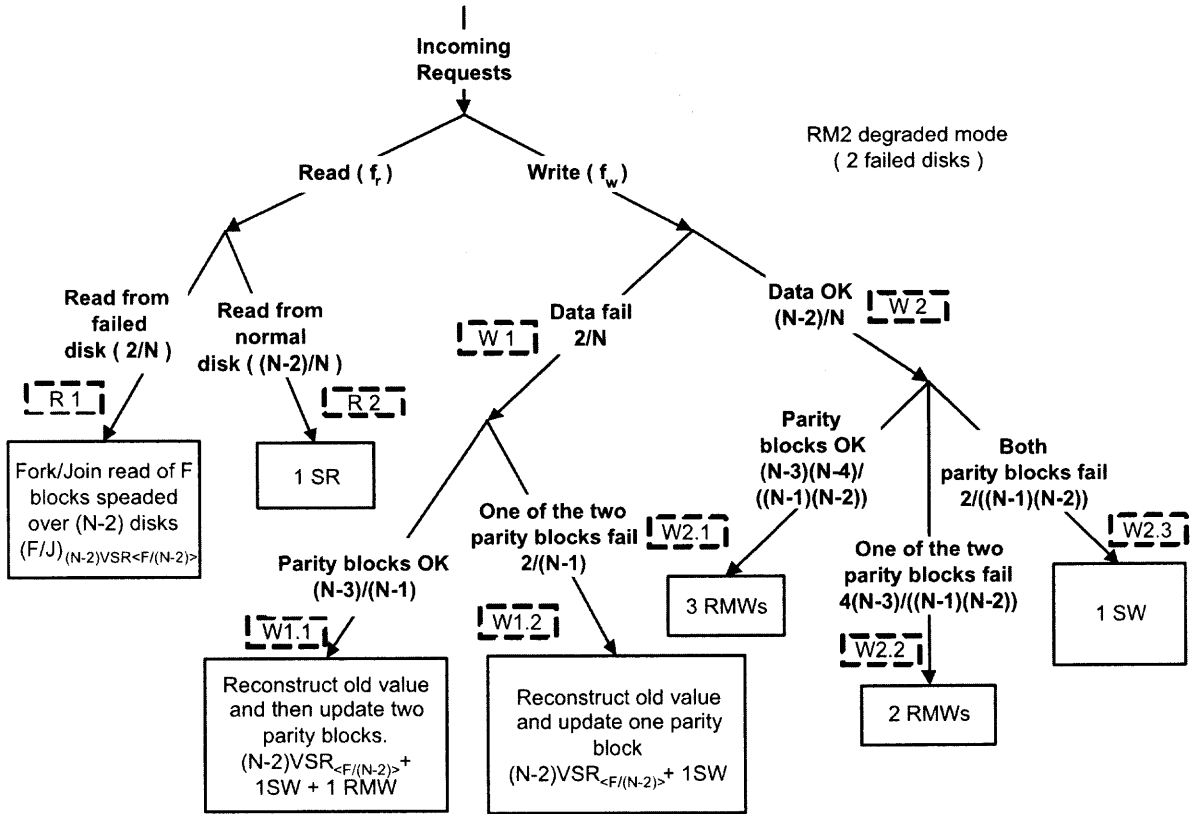 Incoming
Requests
RM2 degraded mode
( 2 failed disks )
Read ( fr )
Write ( fw )
Read from
failed
disk ( 2/N )
Read from
normal
disk ( (N-2)/N )
R 1
R 2
Fork/Join read of F
blocks speaded
over (N-2) disks
(F/J)(N-2)VSR<F/(N-2)>
1 SR
Data fail
2/N
W 1
Data OK
(N-2)/N
W 2
Parity blocks OK
(N-3)/(N-1)
W1.1
One of the two
parity blocks fail
2/(N-1)
W1.2
Reconstruct old value
and then update two
parity blocks.
(N-2)VSR<F/(N-2)>+
1SW + 1 RMW
Reconstruct old value
and update one parity
block
(N-2)VSR<F/(N-2)>+ 1SW
Parity
blocks OK
(N-3)(N-4)/
((N-1)(N-2))
W2.1
3 RMWs
One of the two
parity blocks fail
4(N-3)/((N-1)(N-2))
W2.2
2 RMWs
Both
parity blocks fail
2/((N-1)(N-2))
W2.3
1 SW